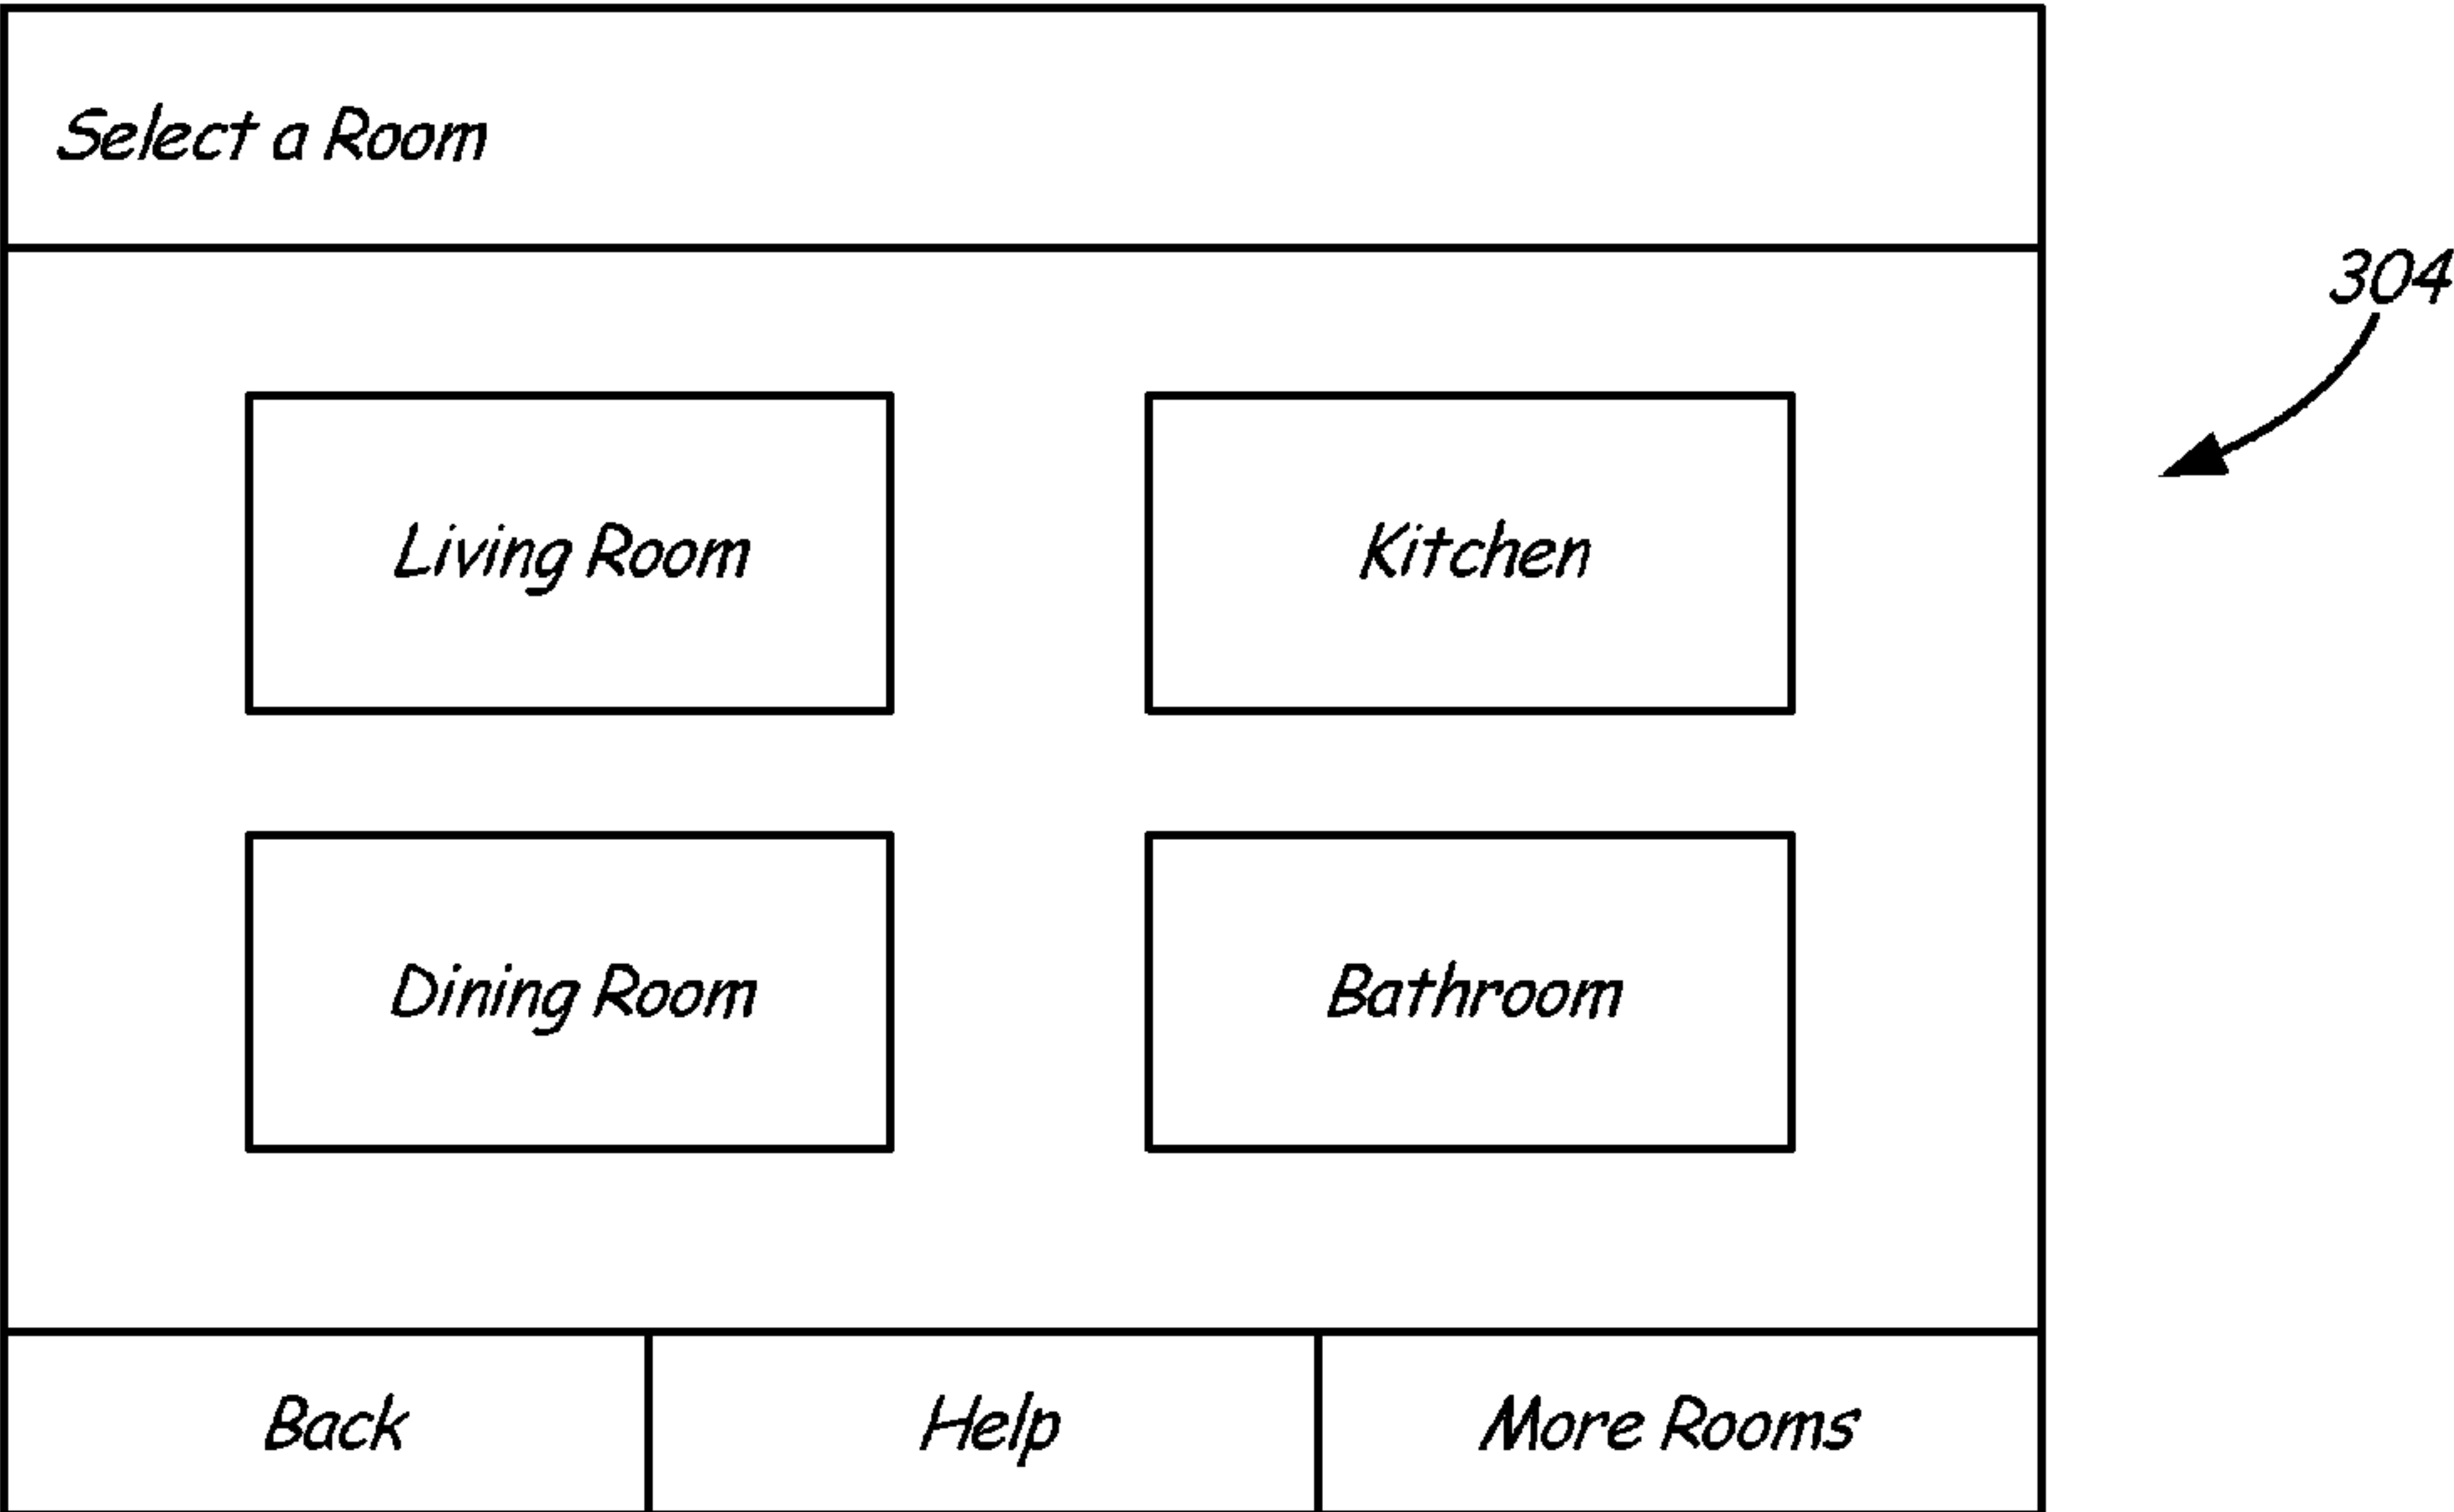 Select a Room
304
Living Room
Kitchen
Dining Room
Bathroom
Back
Help
More Rooms